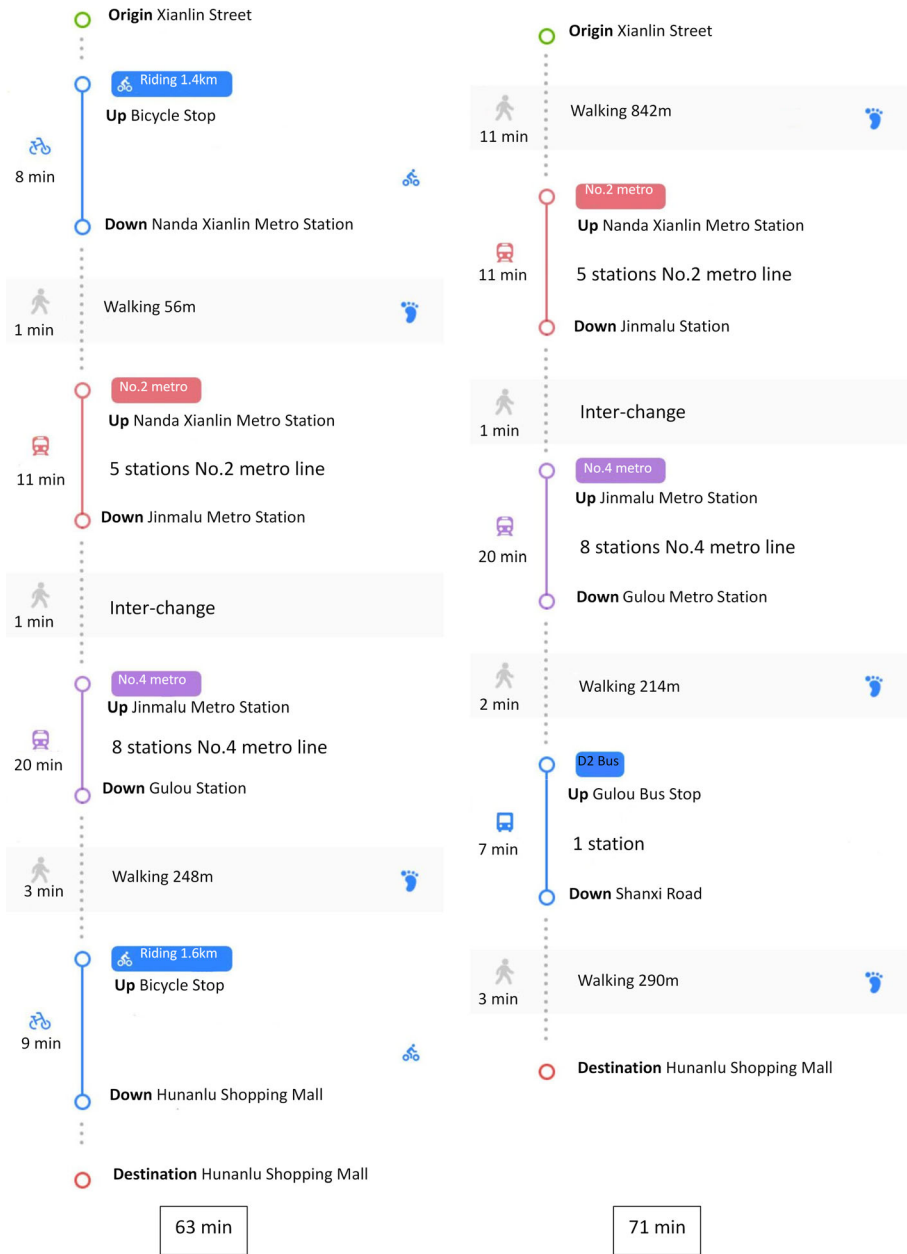 Origin Xianlin Street
Riding 1.4km
Up Bicycle Stop
8 min
Down Nanda Xianlin Metro Station
Walking 56m
1 min
No.2 metro
Up Nanda Xianlin Metro Station
5 stations No.2 metro line
11 min
Down Jinmalu Metro Station
Inter-change
1 min
No.4 metro
Up Jinmalu Metro Station
8 stations No.4 metro line
20 min
Down Gulou Station
Walking 248m
3 min
Riding 1.6km
Up Bicycle Stop
9 min
Down Hunanlu Shopping Mall
Destination Hunanlu Shopping Mall
63 min
Origin Xianlin Street
Walking 842m
11 min
No.2 metro
Up Nanda Xianlin Metro Station
5 stations No.2 metro line
11 min
Down Jinmalu Station
Inter-change
1 min
No.4 metro
Up Jinmalu Metro Station
8 stations No.4 metro line
20 min
Down Gulou Metro Station
Walking 214m
2 min
D2 Bus
Up Gulou Bus Stop
1 station
7 min
Down Shanxi Road
Walking 290m
3 min
Destination Hunanlu Shopping Mall
71 min